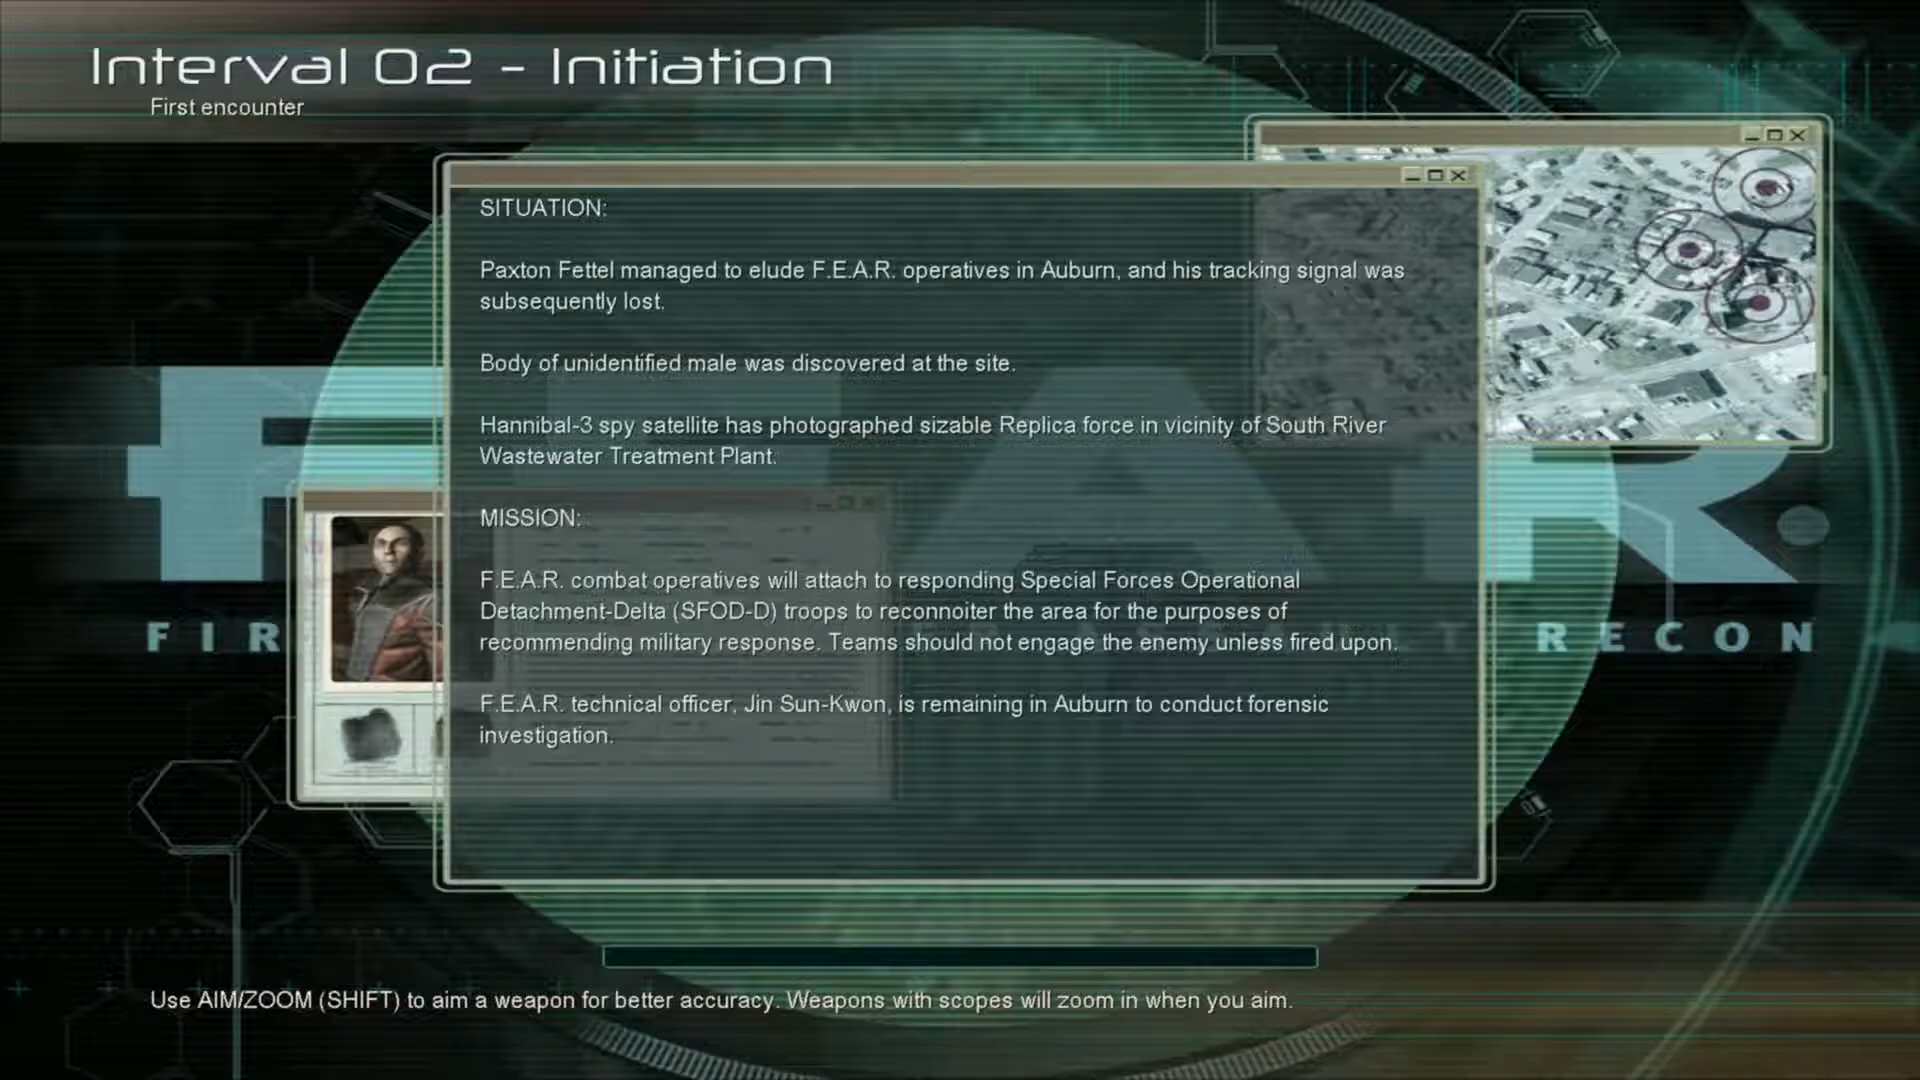 Interval 02 - Initiation
First encounter
SITUATION:
Paxton Fettel managed to elude F.E.A.R. operatives in Auburn, and his tracking signal was
subsequently lost.
Body of unidentified male was discovered at the site.
Hannibal-3 spy satellite has photographed sizable Replica force in vicinity of South River
Wastewater Treatment Plant.
MISSION:
F.E.A.R. combat operatives will attach to responding Special Forces Operational
Detachment-Delta (SFOD-D) troops to reconnoiter the area for the purposes of
recommending military response. Teams should not engage the enemy unless fired upon.
F.E.A.R. technical officer, Jin Sun-Kwon, is remaining in Auburn to conduct forensic
investigation.
F A R.
FIR T RECON
Use AIM/ZOOM (SHIFT) to aim a weapon for better accuracy. Weapons with scopes will zoom in when you aim.